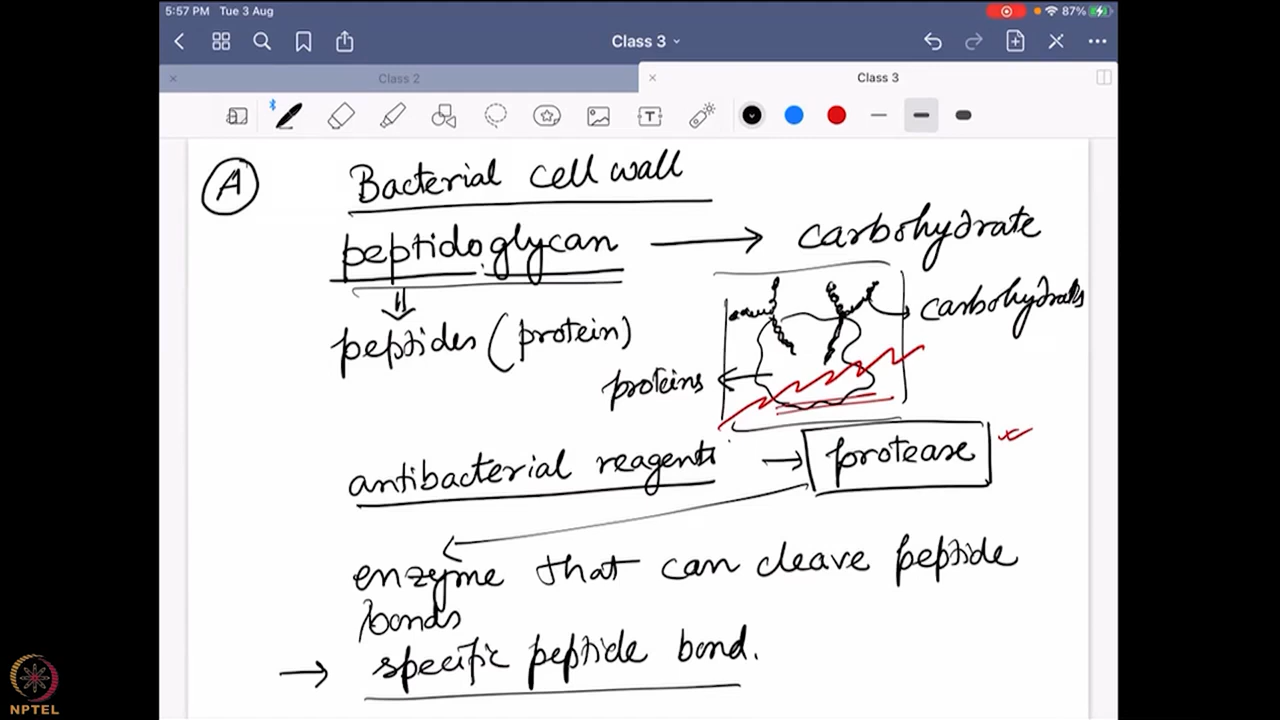 5:57 PM Tue 3 Aug
87%
Class 3
Class 2
Class 3
T
A
Bacterial cell wall
peptidoglycan → carbohydrate
carbohydrates
peptides (protein)
proteins
antibacterial reagents → protease
enzyme that can cleave peptide
bonds
→ specific peptide bond.
NPTEL